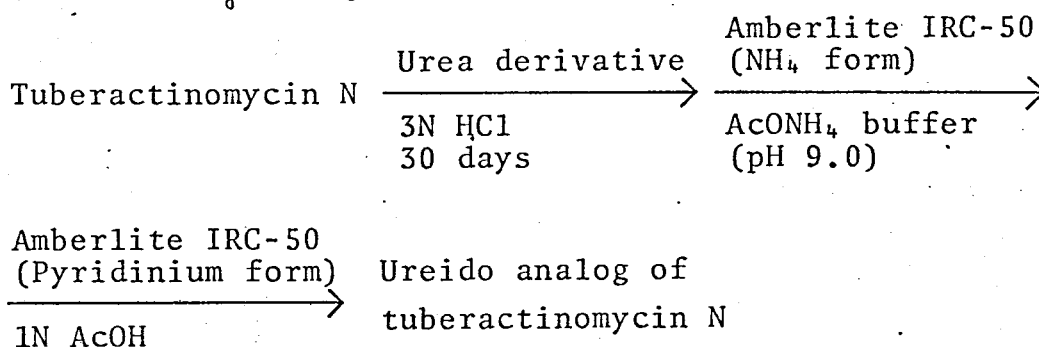 Amberlite IRC-50
Urea derivative (NH₄ form)
Tuberactinomycin N
3N HCl AcONH₄ buffer
30 days (pH 9.0)
Amberlite IRC-50
(Pyridinium form) Ureido analog of
tuberactinomycin N
1N AcOH